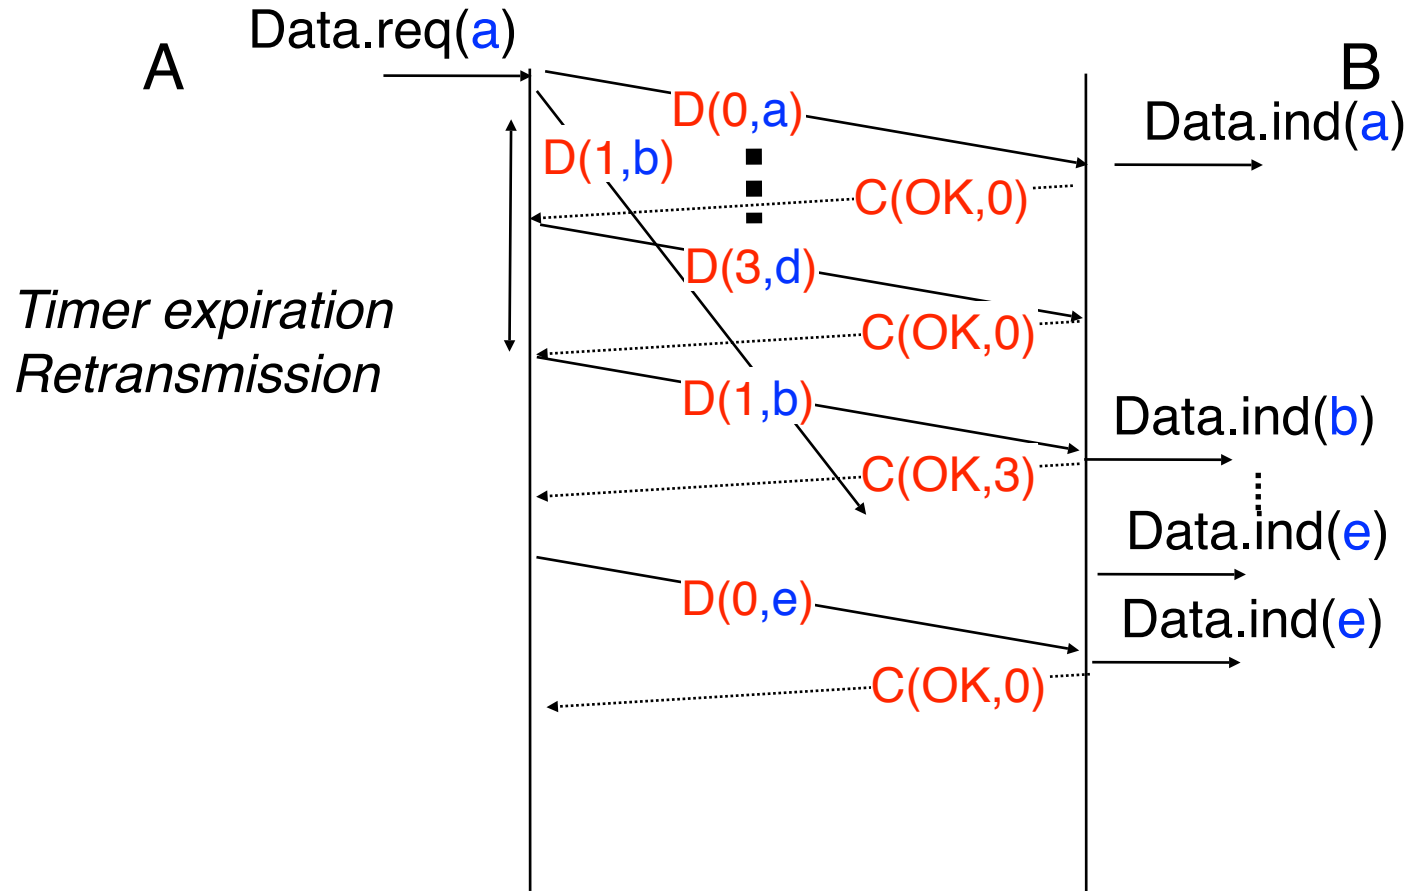 Data.req(a)
A
B
D(0,a)
Data.ind(a)
D(1,b)
C(OK,0)
D(3,d)
Timer expiration
Retransmission
C(OK,0)
D(1,b)
Data.ind(b)
C(OK,3)
Data.ind(e)
D(0,e)
Data.ind(e)
C(OK,0)